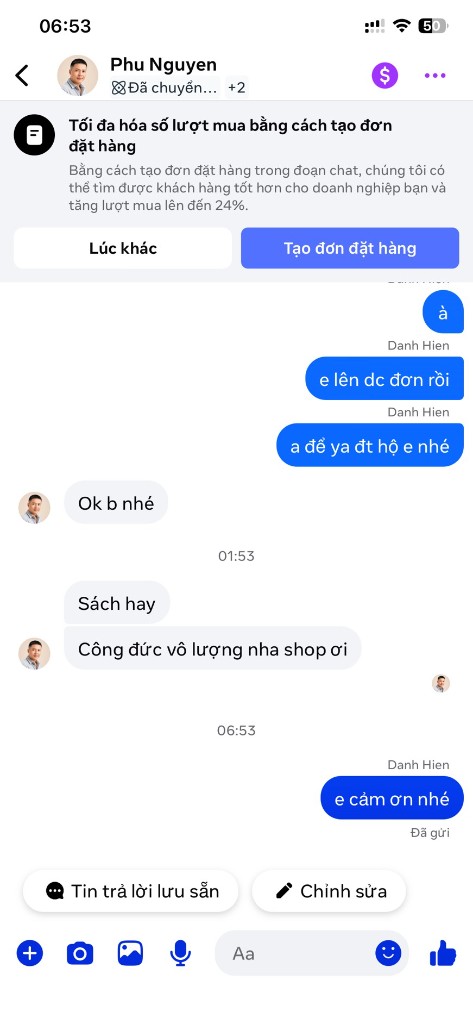 06:53
50
Phu Nguyen
Đã chuyển... +2
Tối đa hóa số lượt mua bằng cách tạo đơn
đặt hàng
Bằng cách tạo đơn đặt hàng trong đoạn chat, chúng tôi có
thể tìm được khách hàng tốt hơn cho doanh nghiệp bạn và
tăng lượt mua lên đến 24%.
Lúc khác
Tạo đơn đặt hàng
à
Danh Hien
e lên dc đơn rồi
Danh Hien
a để ya đt hộ e nhé
Ok b nhé
01:53
Sách hay
Công đức vô lượng nha shop ơi
06:53
Danh Hien
e cảm ơn nhé
Đã gửi
Tin trả lời lưu sẵn
Chỉnh sửa
Aa